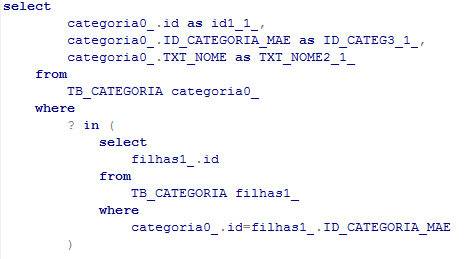 select
categoria0_.id as id1_1_,
categoria0_.ID_CATEGORIA_MAE as ID_CATEG3_1_,
categoria0_.TXT_NOME as TXT_NOME2_1_
from
TB_CATEGORIA categoria0_
where
? in (
select
filhas1_.id
from
TB_CATEGORIA filhas1_
where
categoria0_.id=filhas1_.ID_CATEGORIA_MAE
)